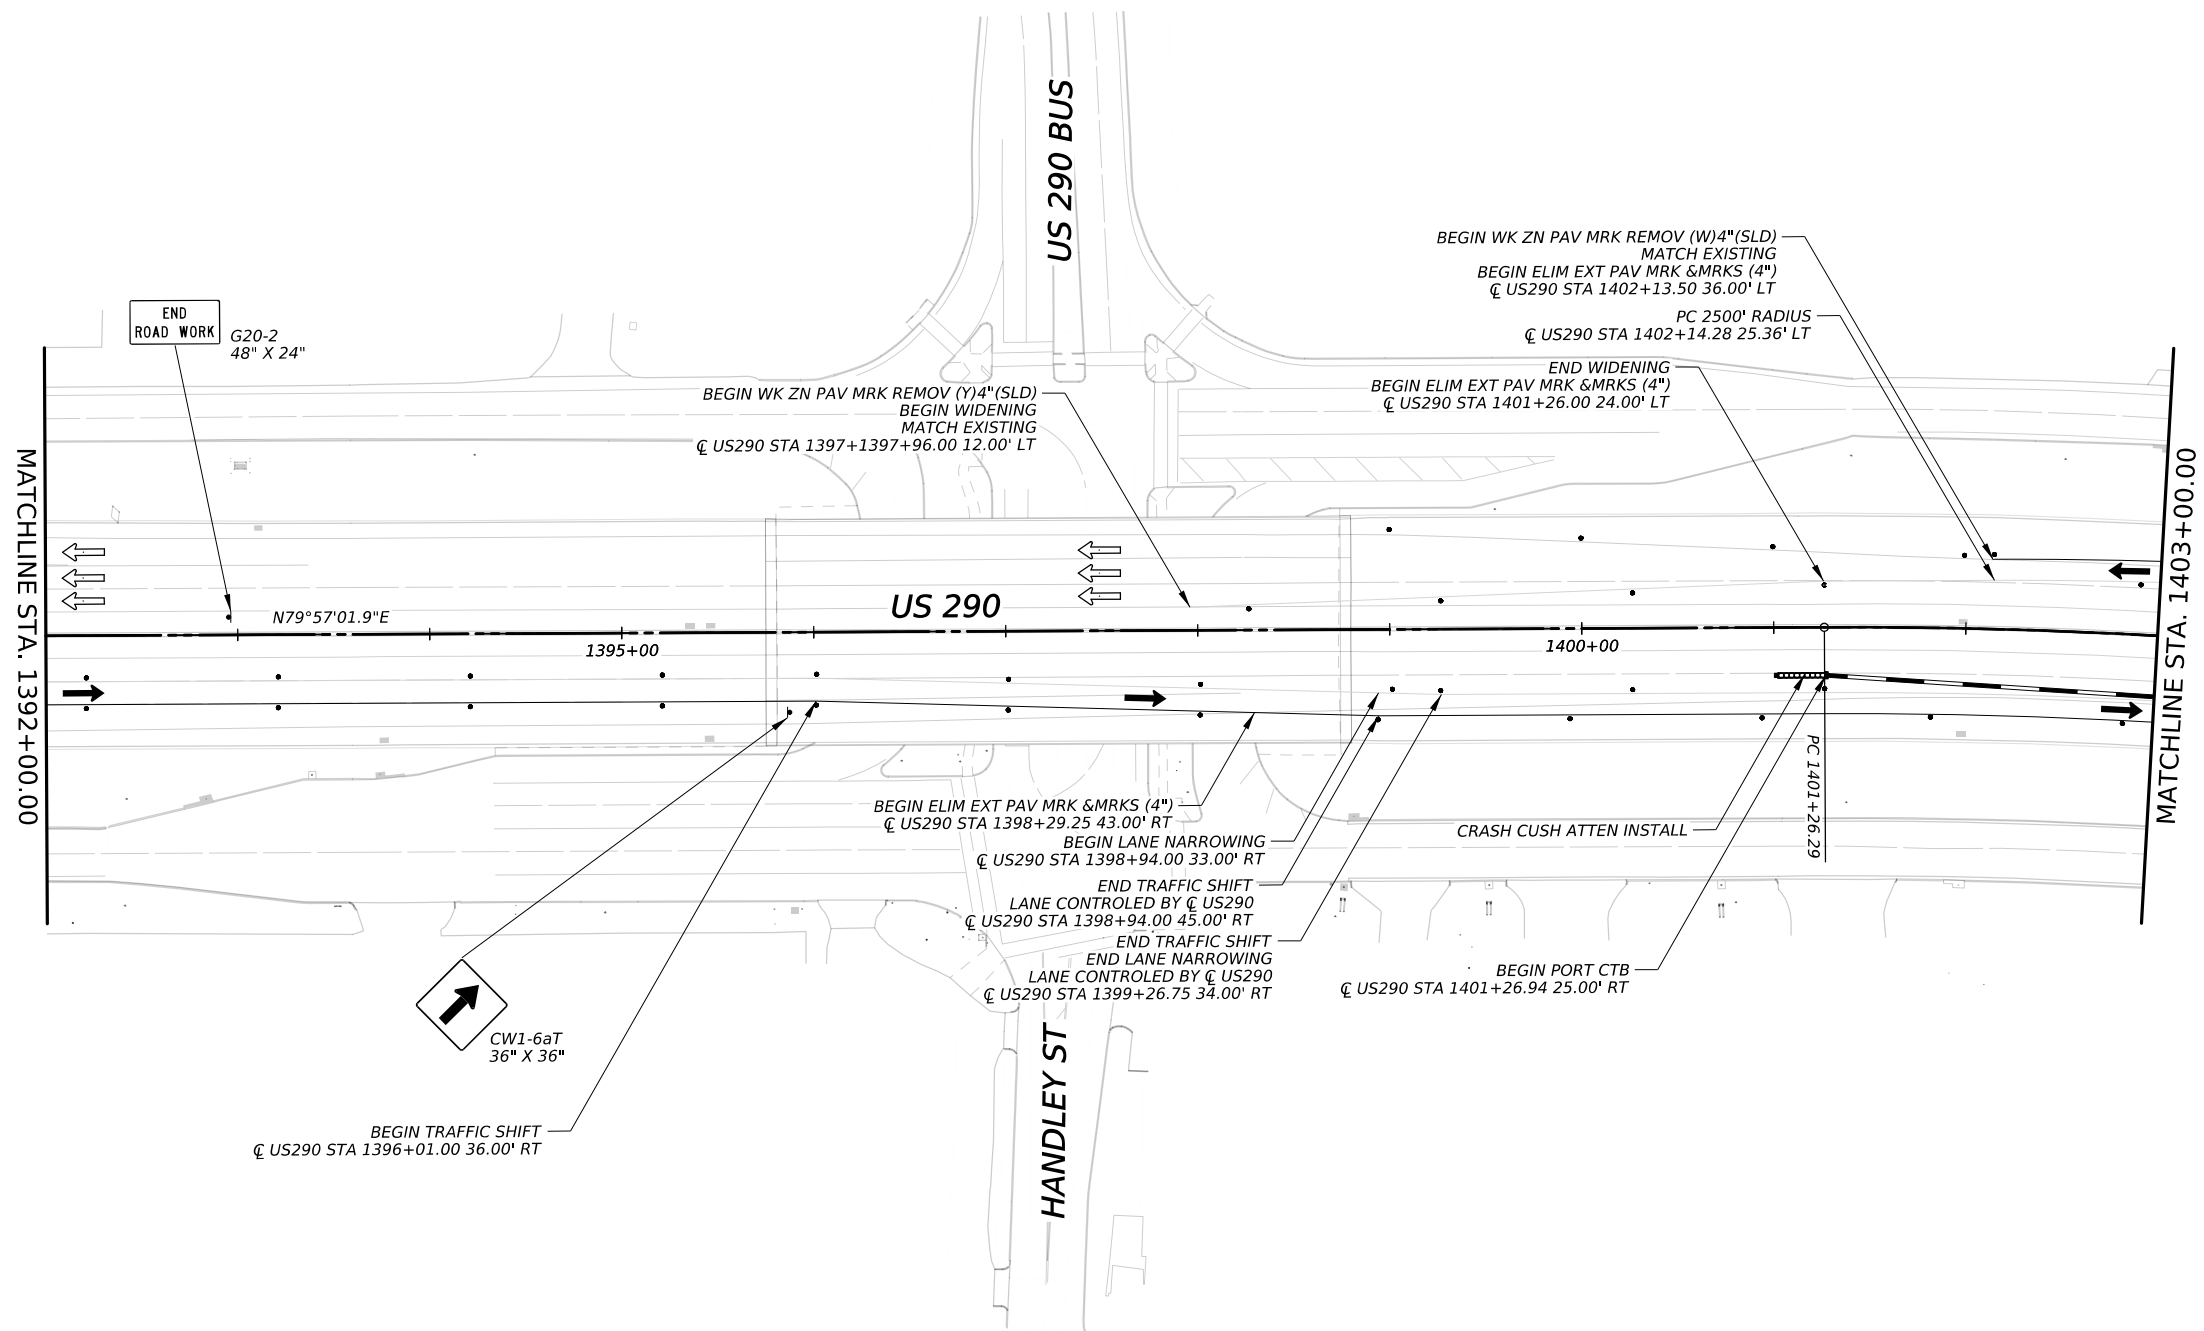 US 290 BUS
BEGIN WK ZN PAV MRK REMOV (W)4"(SLD)
MATCH EXISTING
BEGIN ELIM EXT PAV MRK &MRKS (4")
℄ US290 STA 1402+13.50 36.00' LT
PC 2500' RADIUS
℄ US290 STA 1402+14.28 25.36' LT
END WIDENING
BEGIN ELIM EXT PAV MRK &MRKS (4")
℄ US290 STA 1401+26.00 24.00' LT
END
ROAD WORK
G20-2
48" X 24"
BEGIN WK ZN PAV MRK REMOV (Y)4"(SLD)
BEGIN WIDENING
MATCH EXISTING
℄ US290 STA 1397+1397+96.00 12.00' LT
MATCHLINE STA. 1392+00.00
MATCHLINE STA. 1403+00.00
N79°57'01.9"E
US 290
1395+00
1400+00
PC 1401+26.29
BEGIN ELIM EXT PAV MRK &MRKS (4")
℄ US290 STA 1398+29.25 43.00' RT
BEGIN LANE NARROWING
℄ US290 STA 1398+94.00 33.00' RT
END TRAFFIC SHIFT
LANE CONTROLED BY ℄ US290
℄ US290 STA 1398+94.00 45.00' RT
END TRAFFIC SHIFT
END LANE NARROWING
LANE CONTROLED BY ℄ US290
℄ US290 STA 1399+26.75 34.00' RT
CRASH CUSH ATTEN INSTALL
BEGIN PORT CTB
℄ US290 STA 1401+26.94 25.00' RT
CW1-6aT
36" X 36"
HANDLEY ST
BEGIN TRAFFIC SHIFT
℄ US290 STA 1396+01.00 36.00' RT